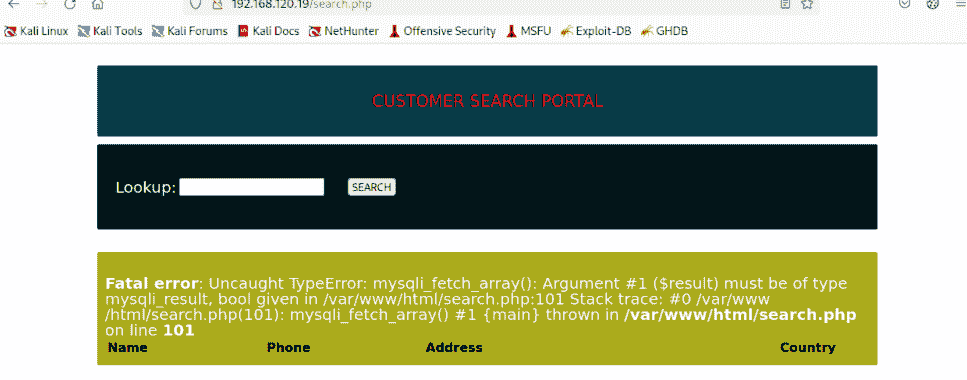 192.168.120.19/search.php
Kali Linux Kali Tools Kali Forums Kali Docs NetHunter Offensive Security MSFU Exploit-DB GHDB
CUSTOMER SEARCH PORTAL
Lookup: SEARCH
Fatal error: Uncaught TypeError: mysqli_fetch_array(): Argument #1 ($result) must be of type
mysqli_result, bool given in /var/www/html/search.php:101 Stack trace: #0 /var/www
/html/search.php(101): mysqli_fetch_array() #1 {main} thrown in /var/www/html/search.php
on line 101
Name Phone Address Country